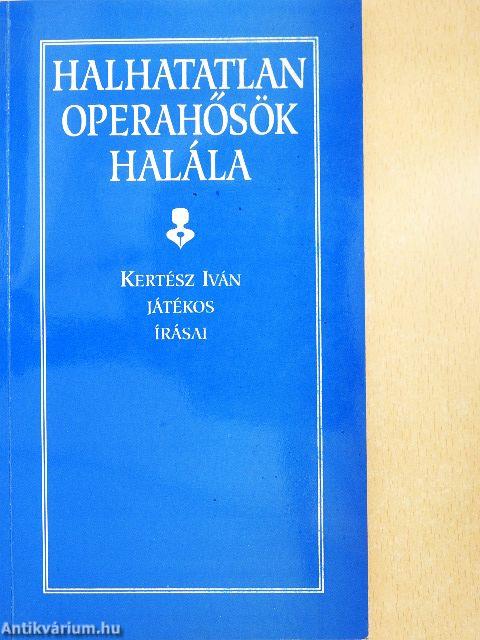 HALHATATLAN
OPERAHŐSÖK
HALÁLA
KERTÉSZ IVÁN
JÁTÉKOS
ÍRÁSAI
Antikvárium.hu